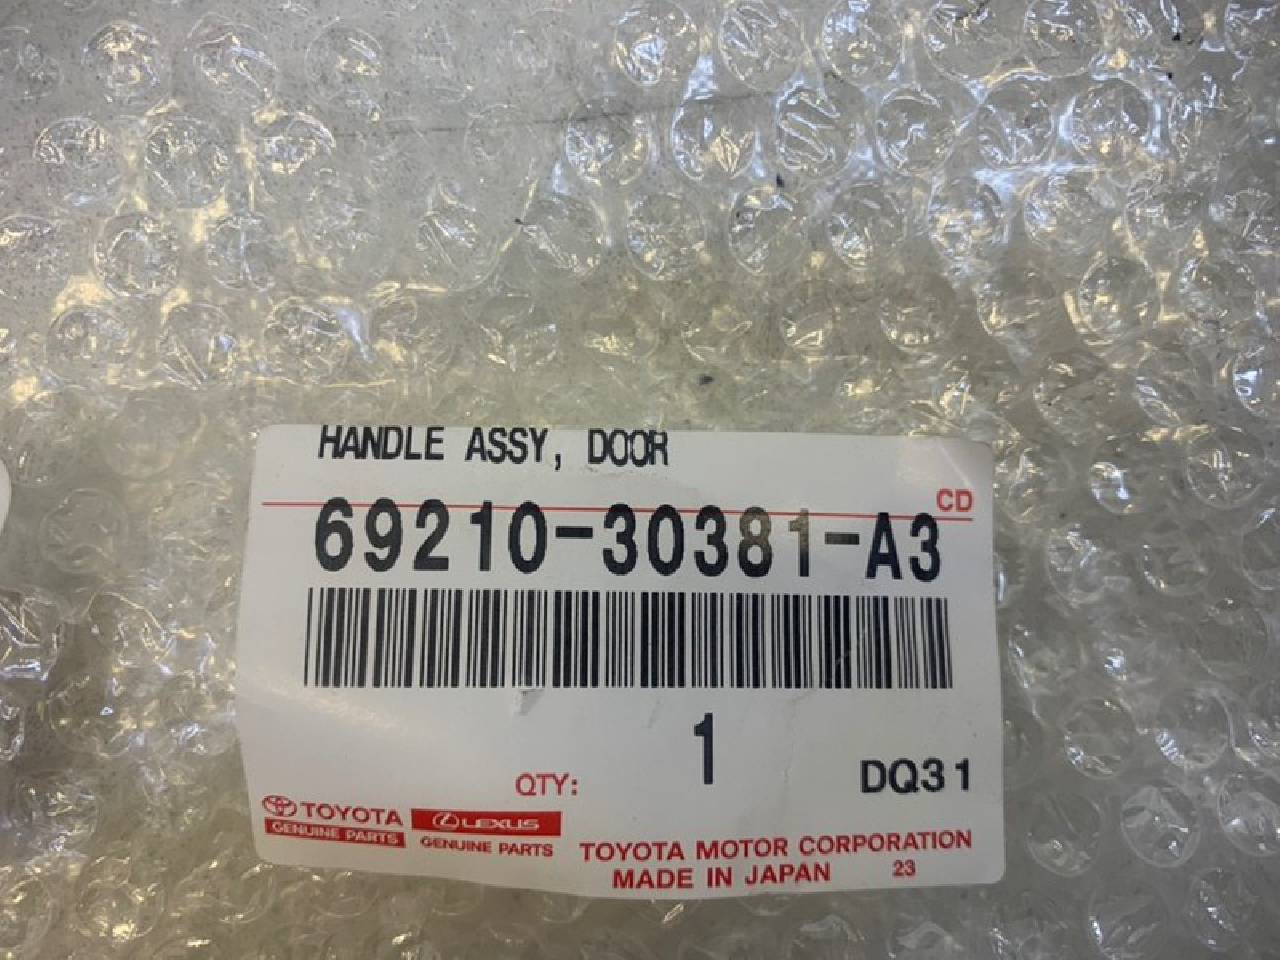 HANDLE ASSY, DOOR
CD
69210-30381-A3
1
QTY:
DQ31
TOYOTA
GENUINE PARTS
LEXUS
GENUINE PARTS
TOYOTA MOTOR CORPORATION
MADE IN JAPAN 23